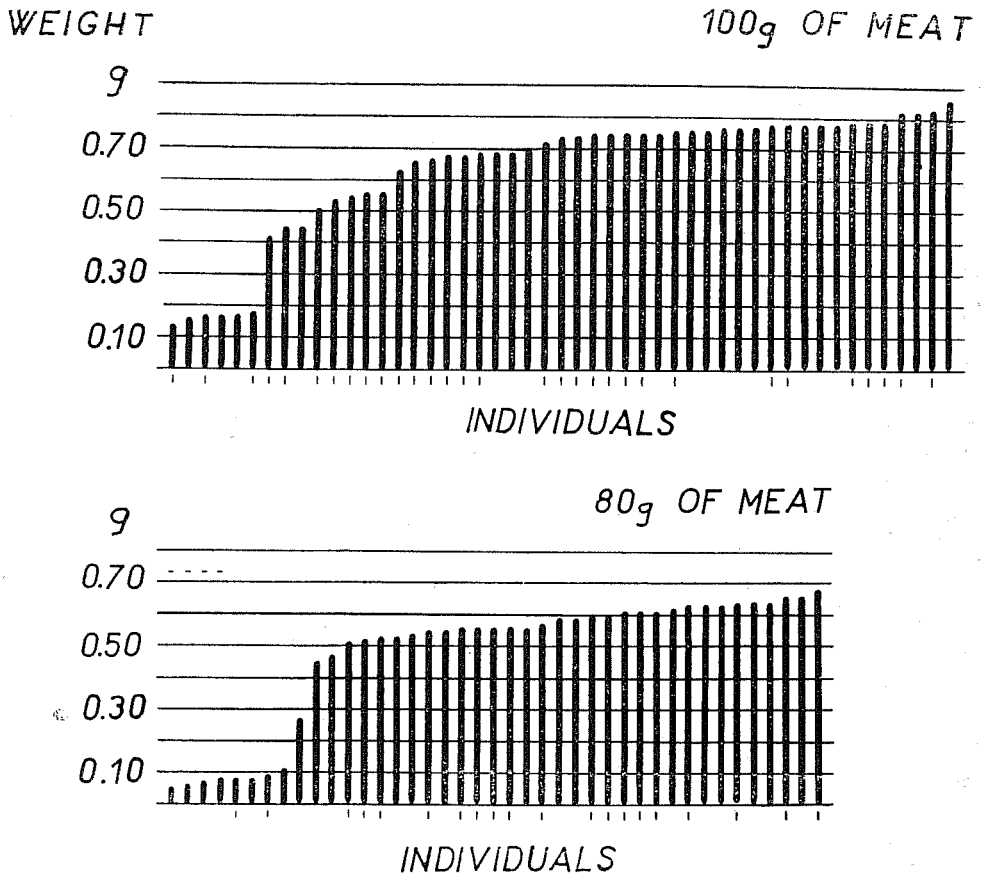 WEIGHT 100g OF MEAT
g
0.70
0.50
0.30
0.10
INDIVIDUALS
80g OF MEAT
g
0.70
0.50
0.30
0.10
INDIVIDUALS